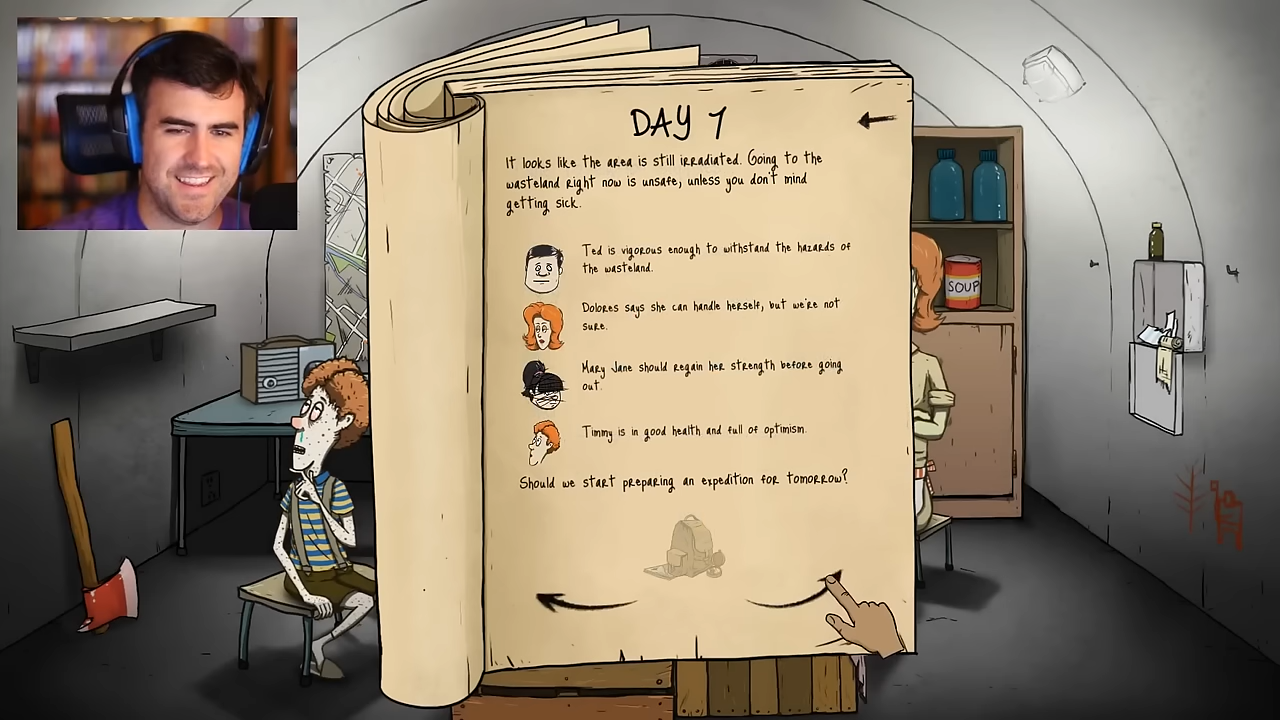 DAY 7
It looks like the area is still irradiated. Going to the
wasteland right now is unsafe, unless you don't mind
getting sick.
Ted is vigorous enough to withstand the hazards of
the wasteland.
Dolores says she can handle herself, but we're not
sure.
Mary Jane should regain her strength before going
out.
Timmy is in good health and full of optimism.
Should we start preparing an expedition for tomorrow?
SOUP